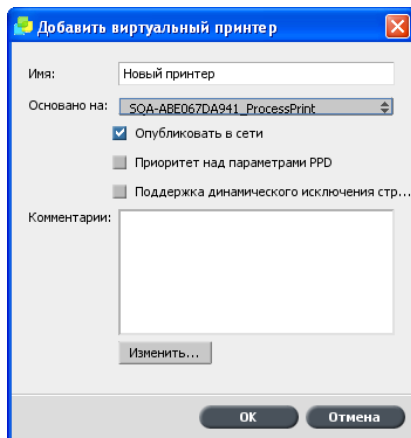 Добавить виртуальный принтер
Имя: Новый принтер
Основано на: SQA-ABE067DA941_ProcessPrint
Опубликовать в сети
Приоритет над параметрами PPD
Поддержка динамического исключения стр...
Комментарии:
Изменить...
OK Отмена